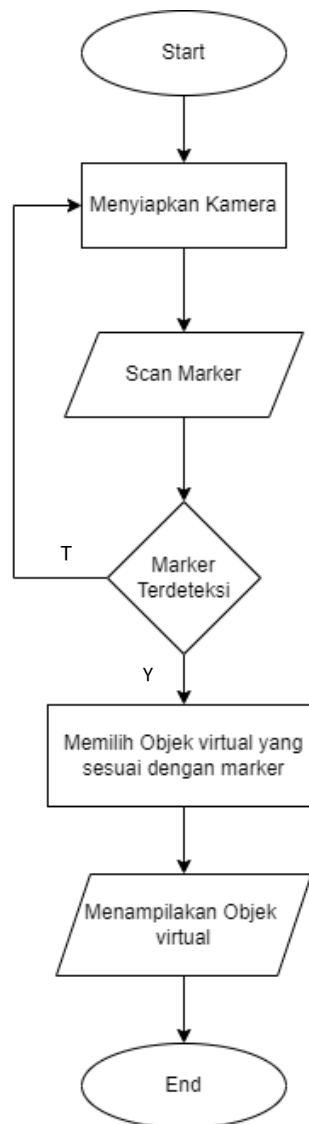 Start
Menyiapkan Kamera
Scan Marker
Marker
Terdeteksi
T
Y
Memilih Objek virtual yang
sesuai dengan marker
Menampilakan Objek
virtual
End